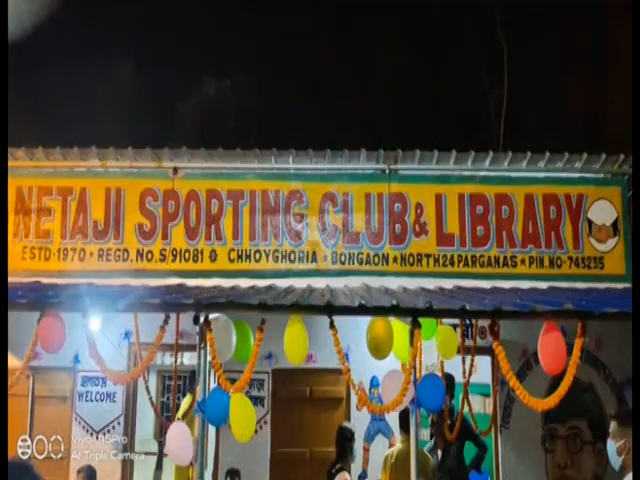 NETAJI SPORTING CLUB & LIBRARY
ESTD-1970 • REGD. NO. S/91081 CHHOYGHORIA ★ BONGAON ★ NORTH 24 PARGANAS ★ PIN. NO-743235
WELCOME
vivo Y15Pro
AI Triple Camera